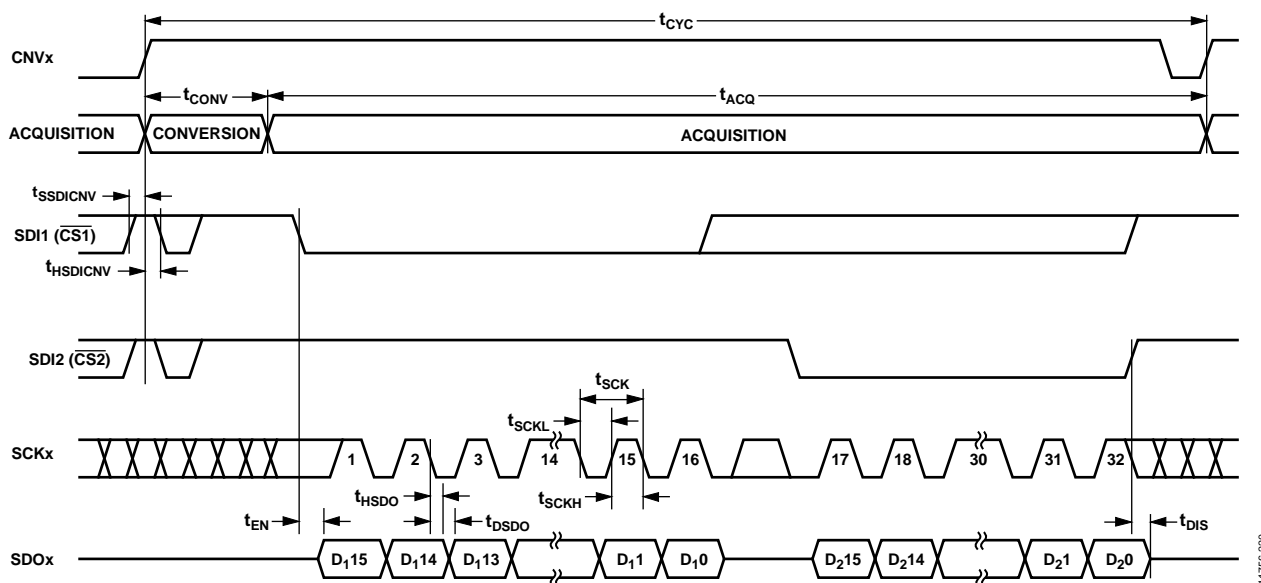 tCYC
CNVx
tCONV
tACQ
ACQUISITION CONVERSION ACQUISITION
tSSDICNV
SDI1 (CS1)
tHSDICNV
SDI2 (CS2)
tSCK
tSCKL
SCKx 1 2 3 14 15 16 17 18 30 31 32
tHSDO
tSCKH
tEN
tDSDO
tDIS
SDOx D115 D114 D113 D11 D10 D215 D214 D21 D20